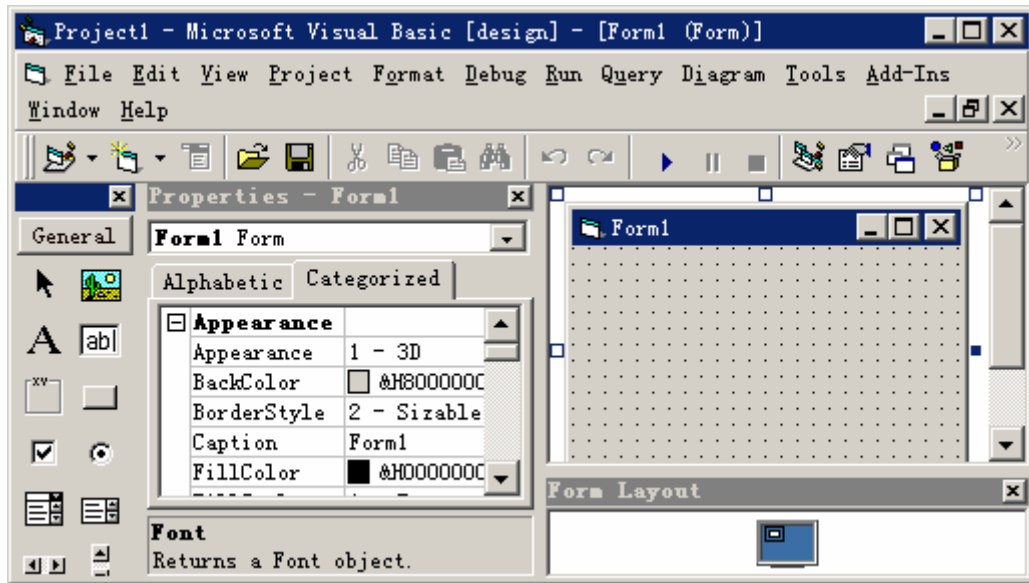 Project1 - Microsoft Visual Basic [design] - [Form1 (Form)]
File Edit View Project Format Debug Run Query Diagram Tools Add-Ins
Window Help
Properties - Form1
General
Form1 Form
Form1
Alphabetic Categorized
Appearance
A
ab|
Appearance 1 - 3D
BackColor &H8000000
XY
BorderStyle 2 - Sizable
Caption Form1
FillColor &H0000000
Form Layout
Font
Returns a Font object.